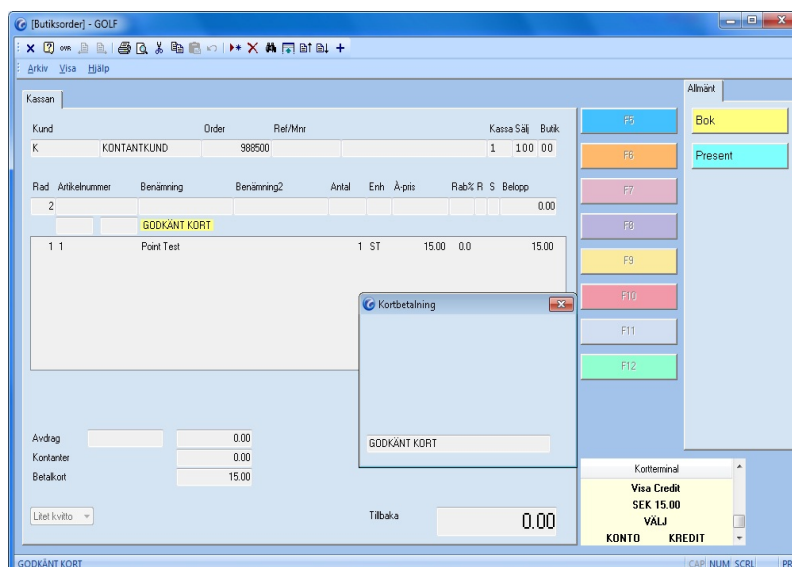 [Butiksorder] - GOLF
OVR
Arkiv Visa Hjälp
Kassan
Kund Order Ref/Mnr Kassa Sälj Butik
K KONTANTKUND 988500 1 100 00
Rad Artikelnummer Benämning Benämning2 Antal Enh À-pris Rab% R S Belopp
2 0.00
GODKÄNT KORT
1 1 Point Test 1 ST 15.00 0.0 15.00
Kortbetalning
GODKÄNT KORT
Avdrag 0.00
Kontanter 0.00
Betalkort 15.00
Litet kvitto
Tilbaka 0.00
F5
F6
F7
F8
F9
F10
F11
F12
Allmänt
Bok
Present
Kortterminal
Visa Credit
SEK 15.00
VÄLJ
KONTO KREDIT
GODKÄNT KORT CAP NUM SCRL PR